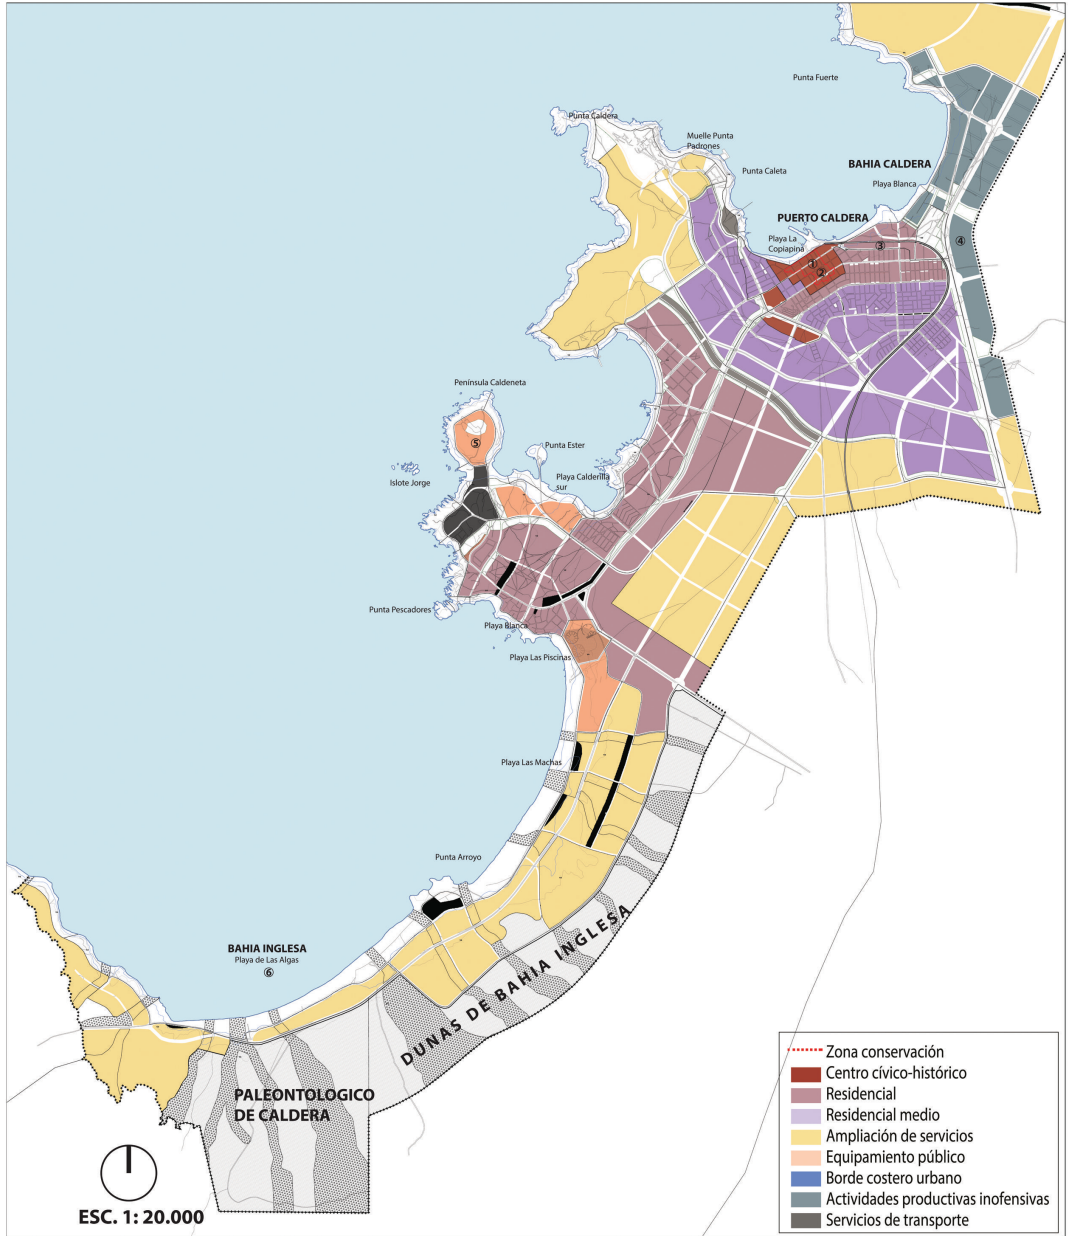 Punta Fuerte
Punta Caldera
Muelle Punta
Padrones
BAHIA CALDERA
Punta Caleta
Playa Blanca
PUERTO CALDERA
Playa La
Copiapina
①
②
③
④
Península Caldeneta
⑤
Punta Ester
Islote Jorge
Playa Calderilla
sur
Punta Pescadores
Playa Blanca
Playa Las Piscinas
Playa Las Machas
Punta Arroyo
BAHIA INGLESA
Playa de Las Algas
⑥
DUNAS DE BAHIA INGLESA
PALEONTOLOGICO
DE CALDERA
ESC. 1: 20.000
Zona conservación
Centro cívico-histórico
Residencial
Residencial medio
Ampliación de servicios
Equipamiento público
Borde costero urbano
Actividades productivas inofensivas
Servicios de transporte